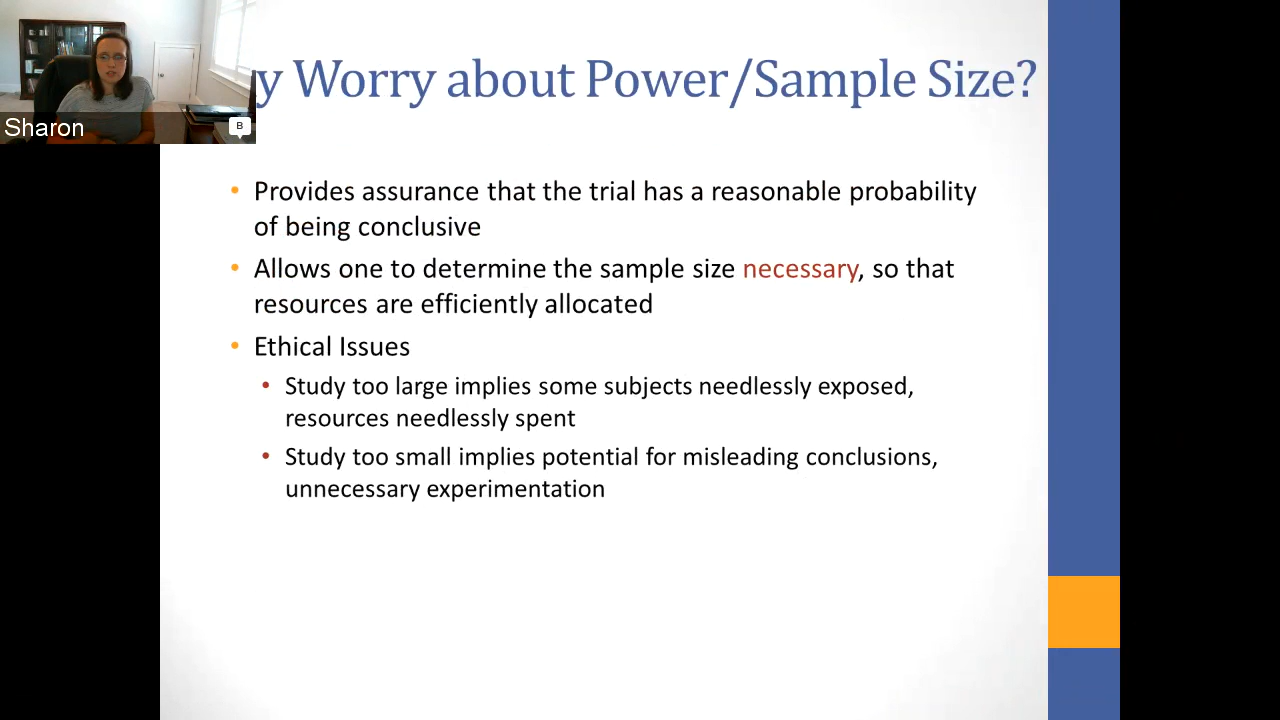 y Worry about Power/Sample Size?
Sharon
B
• Provides assurance that the trial has a reasonable probability
of being conclusive
• Allows one to determine the sample size necessary, so that
resources are efficiently allocated
• Ethical Issues
• Study too large implies some subjects needlessly exposed,
resources needlessly spent
• Study too small implies potential for misleading conclusions,
unnecessary experimentation